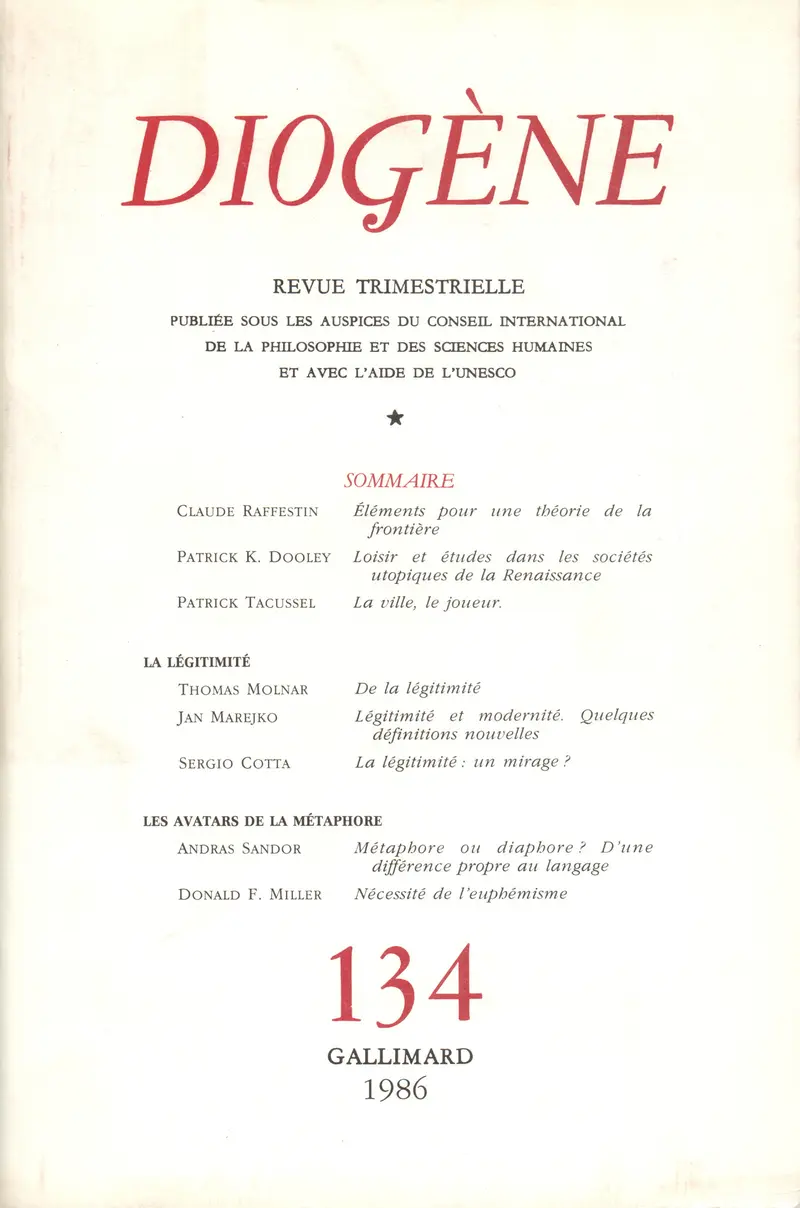 DIOGÈNE
REVUE TRIMESTRIELLE
PUBLIÉE SOUS LES AUSPICES DU CONSEIL INTERNATIONAL
DE LA PHILOSOPHIE ET DES SCIENCES HUMAINES
ET AVEC L'AIDE DE L'UNESCO
★
SOMMAIRE
CLAUDE RAFFESTIN Éléments pour une théorie de la
frontière
PATRICK K. DOOLEY Loisir et études dans les sociétés
utopiques de la Renaissance
PATRICK TACUSSEL La ville, le joueur.
LA LÉGITIMITÉ
THOMAS MOLNAR De la légitimité
JAN MAREJKO Légitimité et modernité. Quelques
définitions nouvelles
SERGIO COTTA La légitimité : un mirage ?
LES AVATARS DE LA MÉTAPHORE
ANDRAS SANDOR Métaphore ou diaphore ? D'une
différence propre au langage
DONALD F. MILLER Nécessité de l'euphémisme
134
GALLIMARD
1986